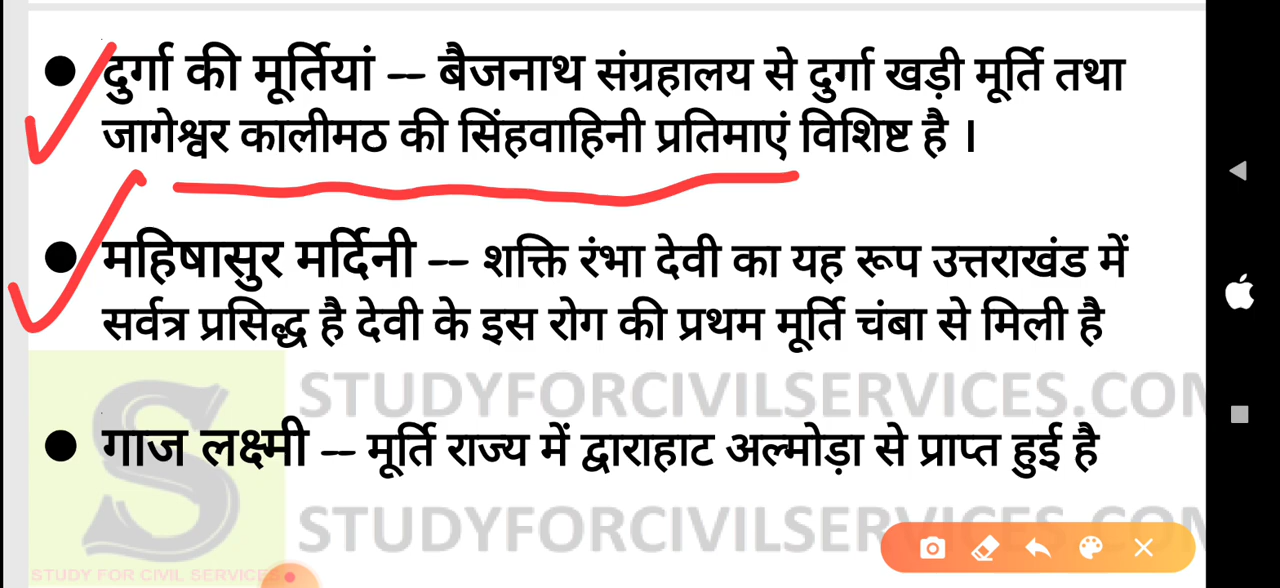 ● दुर्गा की मूर्तियां -- बैजनाथ संग्रहालय से दुर्गा खड़ी मूर्ति तथा
जागेश्वर कालीमठ की सिंहवाहिनी प्रतिमाएं विशिष्ट है ।
● महिषासुर मर्दिनी -- शक्ति रंभा देवी का यह रूप उत्तराखंड में
सर्वत्र प्रसिद्ध है देवी के इस रोग की प्रथम मूर्ति चंबा से मिली है
STUDYFORCIVILSERVICES.COM
● गाज लक्ष्मी -- मूर्ति राज्य में द्वाराहाट अल्मोड़ा से प्राप्त हुई है
S
STUDYFORCIVILSERVICES.COM
STUDY FOR CIVIL SERVICES